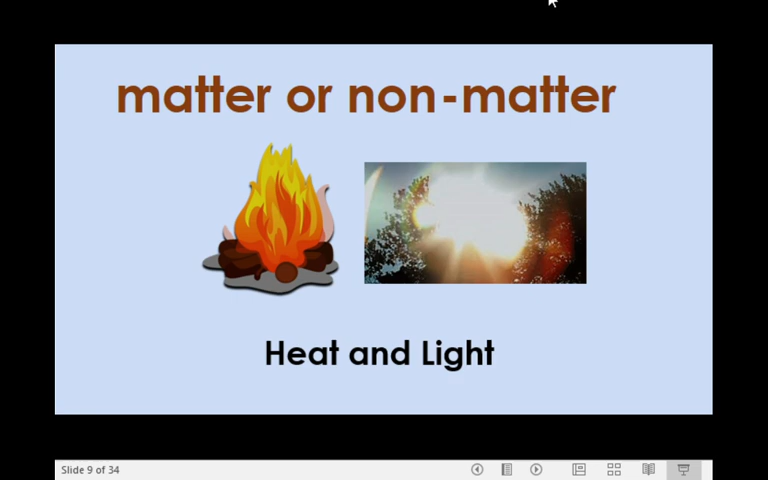 matter or non-matter
Heat and Light
Slide 9 of 34